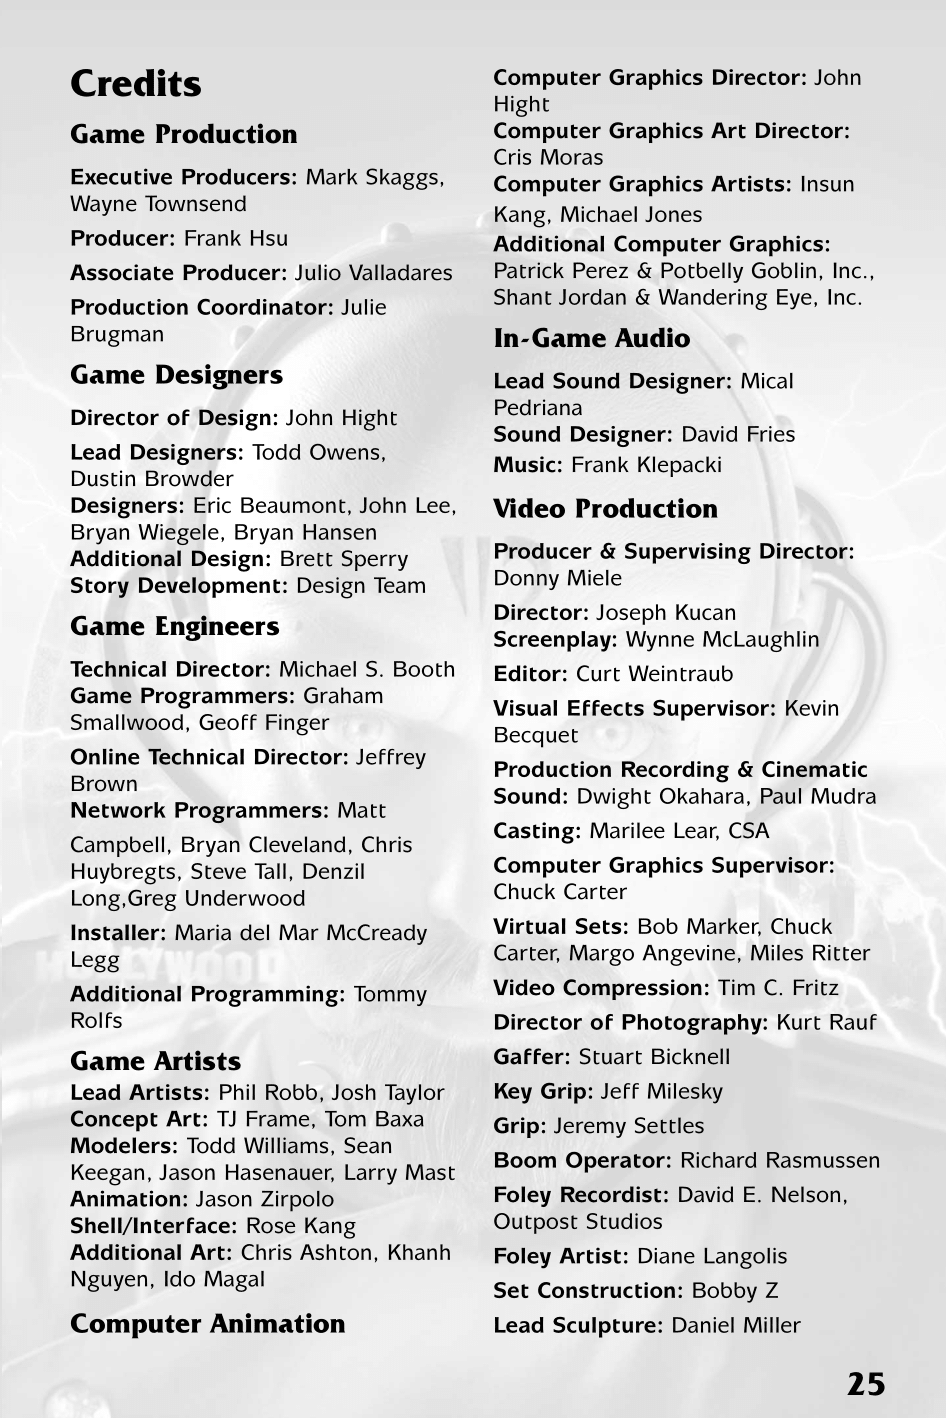 Credits
Game Production
Executive Producers: Mark Skaggs,
Wayne Townsend
Producer: Frank Hsu
Associate Producer: Julio Valladares
Production Coordinator: Julie
Brugman
Game Designers
Director of Design: John Hight
Lead Designers: Todd Owens,
Dustin Browder
Designers: Eric Beaumont, John Lee,
Bryan Wiegele, Bryan Hansen
Additional Design: Brett Sperry
Story Development: Design Team
Game Engineers
Technical Director: Michael S. Booth
Game Programmers: Graham
Smallwood, Geoff Finger
Online Technical Director: Jeffrey
Brown
Network Programmers: Matt
Campbell, Bryan Cleveland, Chris
Huybregts, Steve Tall, Denzil
Long,Greg Underwood
Installer: Maria del Mar McCready
Legg
Additional Programming: Tommy
Rolfs
Game Artists
Lead Artists: Phil Robb, Josh Taylor
Concept Art: TJ Frame, Tom Baxa
Modelers: Todd Williams, Sean
Keegan, Jason Hasenauer, Larry Mast
Animation: Jason Zirpolo
Shell/Interface: Rose Kang
Additional Art: Chris Ashton, Khanh
Nguyen, Ido Magal
Computer Animation
Computer Graphics Director: John
Hight
Computer Graphics Art Director:
Cris Moras
Computer Graphics Artists: Insun
Kang, Michael Jones
Additional Computer Graphics:
Patrick Perez & Potbelly Goblin, Inc.,
Shant Jordan & Wandering Eye, Inc.
In-Game Audio
Lead Sound Designer: Mical
Pedriana
Sound Designer: David Fries
Music: Frank Klepacki
Video Production
Producer & Supervising Director:
Donny Miele
Director: Joseph Kucan
Screenplay: Wynne McLaughlin
Editor: Curt Weintraub
Visual Effects Supervisor: Kevin
Becquet
Production Recording & Cinematic
Sound: Dwight Okahara, Paul Mudra
Casting: Marilee Lear, CSA
Computer Graphics Supervisor:
Chuck Carter
Virtual Sets: Bob Marker, Chuck
Carter, Margo Angevine, Miles Ritter
Video Compression: Tim C. Fritz
Director of Photography: Kurt Rauf
Gaffer: Stuart Bicknell
Key Grip: Jeff Milesky
Grip: Jeremy Settles
Boom Operator: Richard Rasmussen
Foley Recordist: David E. Nelson,
Outpost Studios
Foley Artist: Diane Langolis
Set Construction: Bobby Z
Lead Sculpture: Daniel Miller
HOLLYWOOD
25